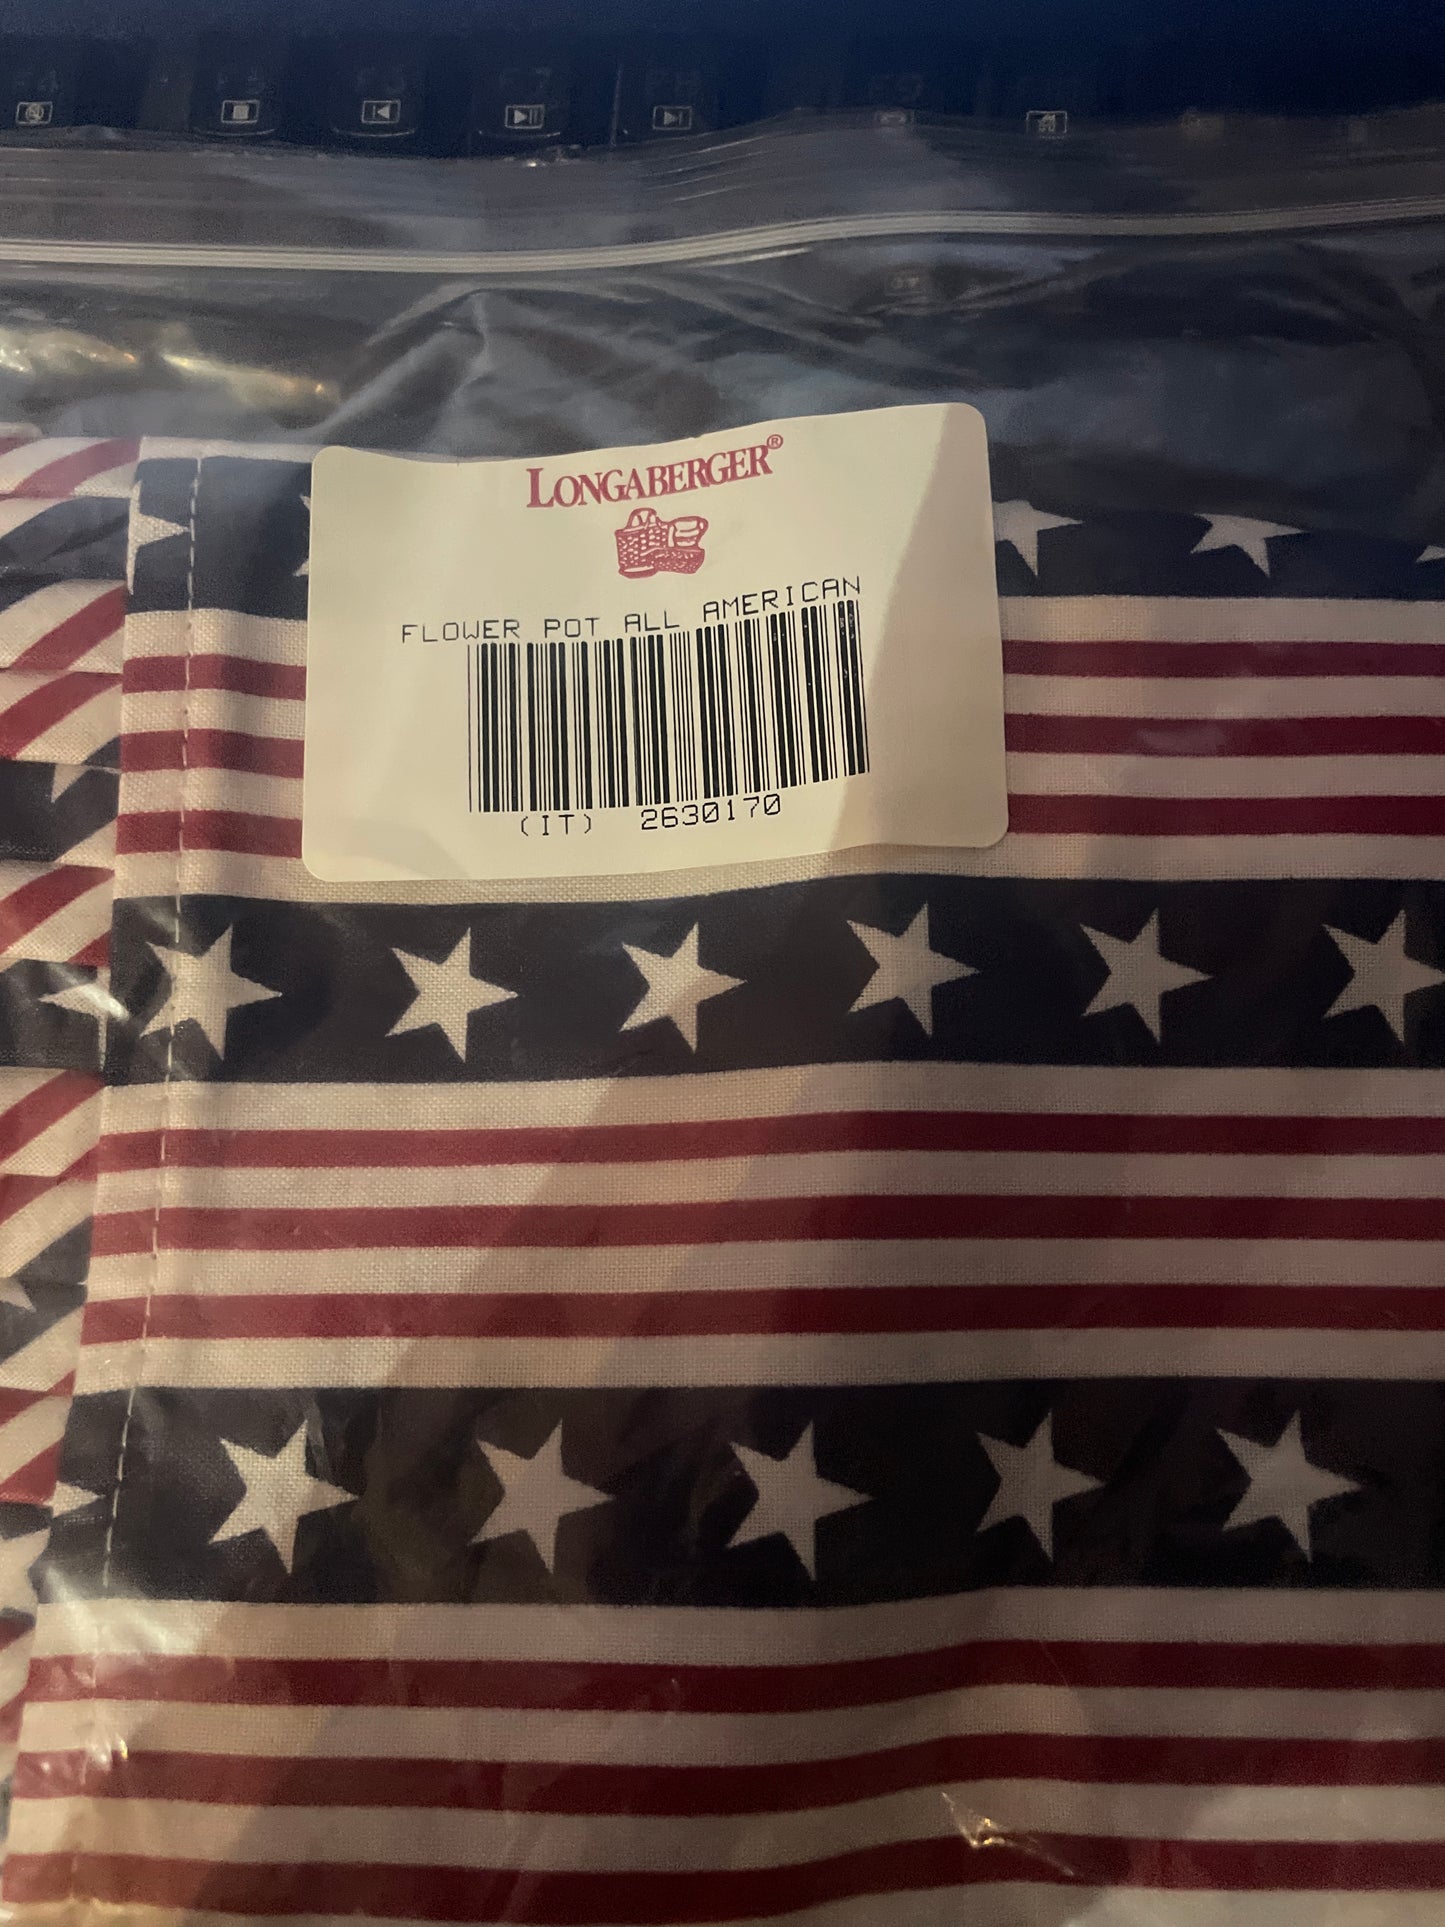 LONGABERGER®
FLOWER POT ALL AMERICAN
(IT) 2630170